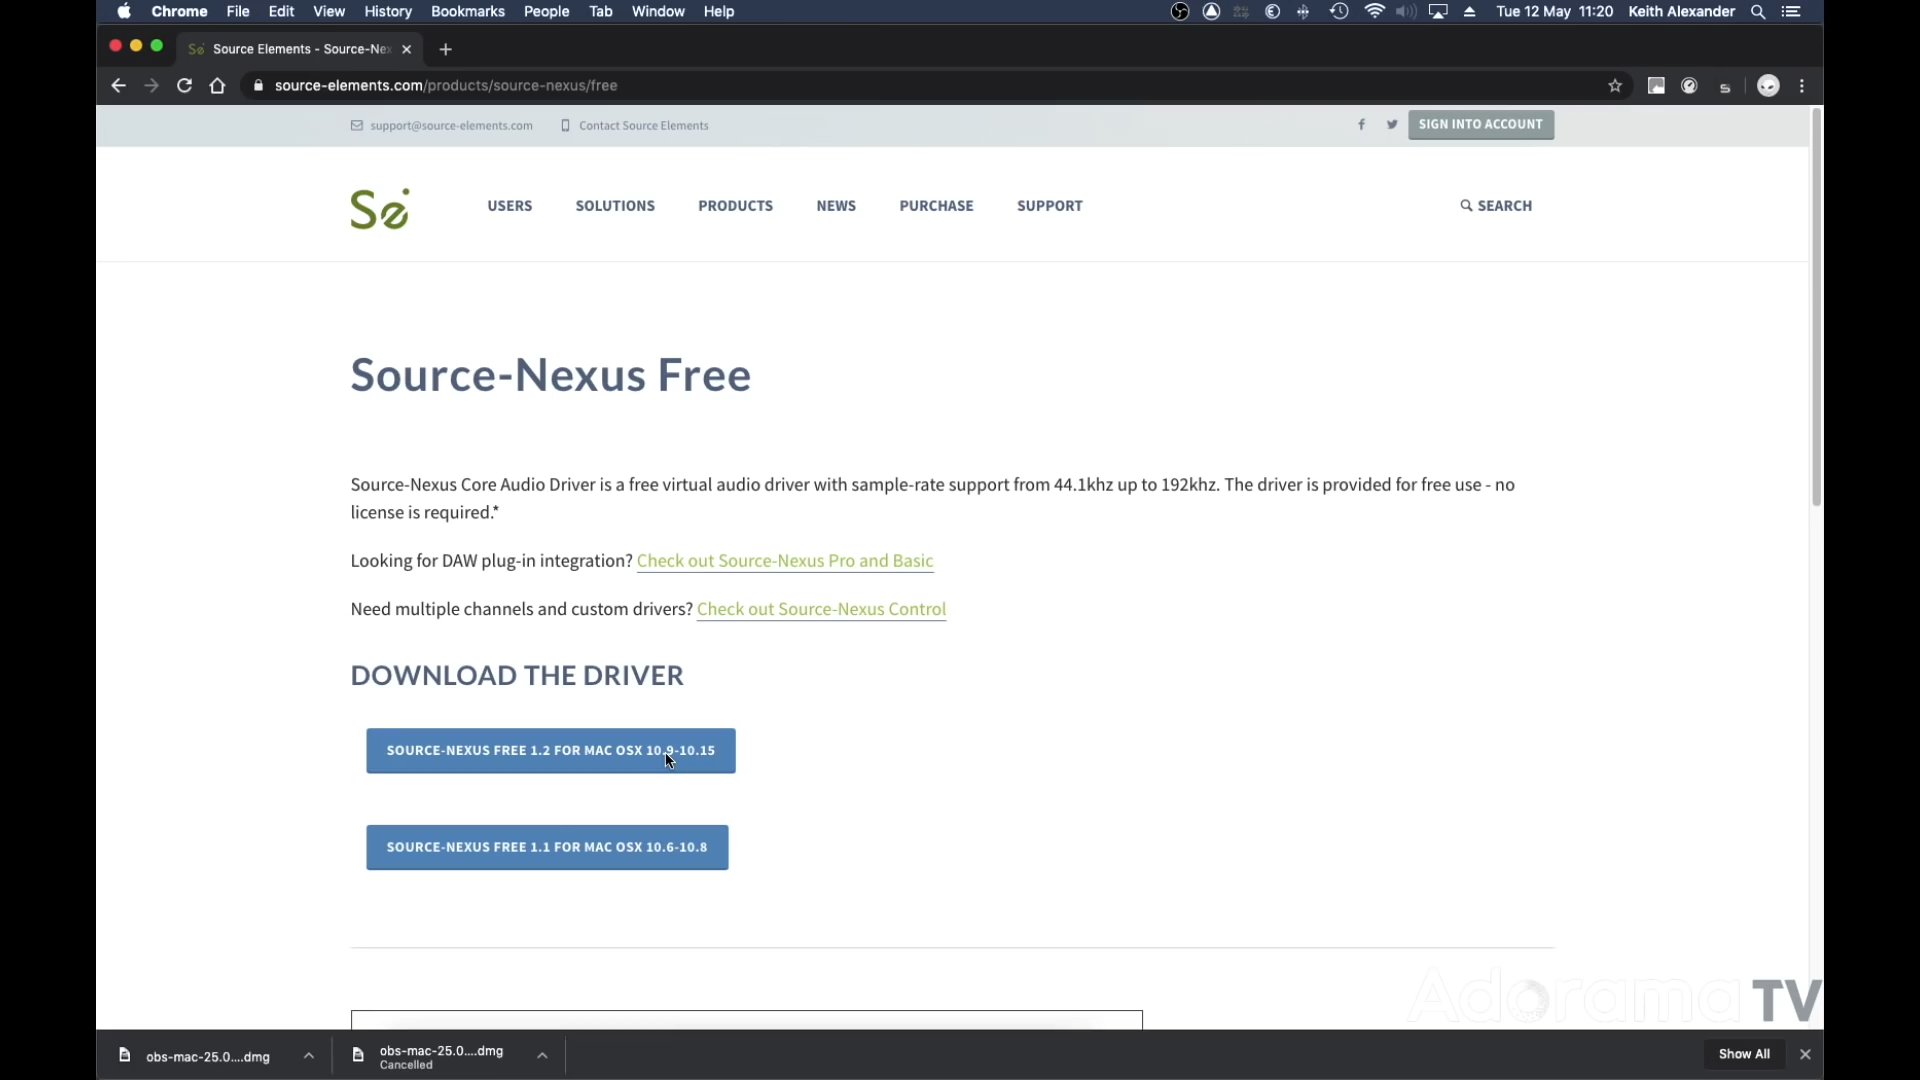 Chrome File Edit View History Bookmarks People Tab Window Help Tue 12 May 11:20 Keith Alexander
Source Elements - Source-Nex
source-elements.com/products/source-nexus/free
support@source-elements.com Contact Source Elements SIGN INTO ACCOUNT
Se USERS SOLUTIONS PRODUCTS NEWS PURCHASE SUPPORT SEARCH
Source-Nexus Free
Source-Nexus Core Audio Driver is a free virtual audio driver with sample-rate support from 44.1khz up to 192khz. The driver is provided for free use - no
license is required.*
Looking for DAW plug-in integration? Check out Source-Nexus Pro and Basic
Need multiple channels and custom drivers? Check out Source-Nexus Control
DOWNLOAD THE DRIVER
SOURCE-NEXUS FREE 1.2 FOR MAC OSX 10.9-10.15
SOURCE-NEXUS FREE 1.1 FOR MAC OSX 10.6-10.8
Adorama TV
obs-mac-25.0....dmg
obs-mac-25.0....dmg
Cancelled
Show All